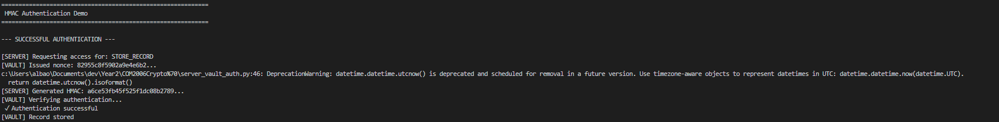 ============================================================
HMAC Authentication Demo
============================================================
--- SUCCESSFUL AUTHENTICATION ---
[SERVER] Requesting access for: STORE_RECORD
[VAULT] Issued nonce: 82955c8f5902a9e4e6b2...
c:\Users\albao\Documents\dev\Year2\COM2006Crypto%70\server_vault_auth.py:46: DeprecationWarning: datetime.datetime.utcnow() is deprecated and scheduled for removal in a future version. Use timezone-aware objects to represent datetimes in UTC: datetime.datetime.now(datetime.UTC).
return datetime.utcnow().isoformat()
[SERVER] Generated HMAC: a6ce53fb45f525f1dc08b2789...
[VAULT] Verifying authentication...
✓ Authentication successful
[VAULT] Record stored